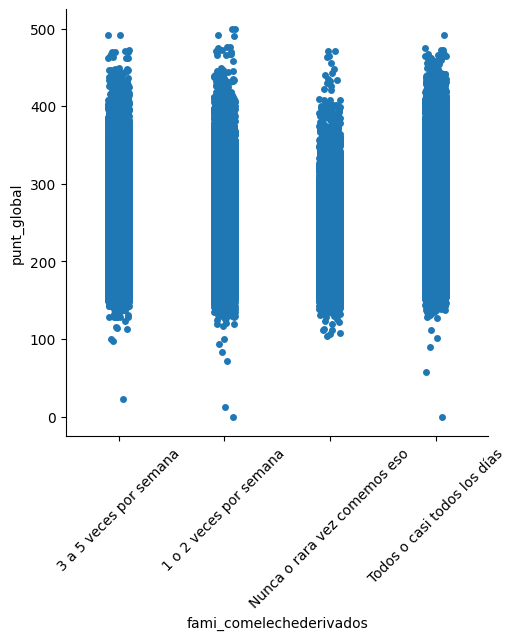 500
400
300
200
100
0
punt_global
3 a 5 veces por semana
1 o 2 veces por semana
Nunca o rara vez comemos eso
Todos o casi todos los días
fami_comelechederivados